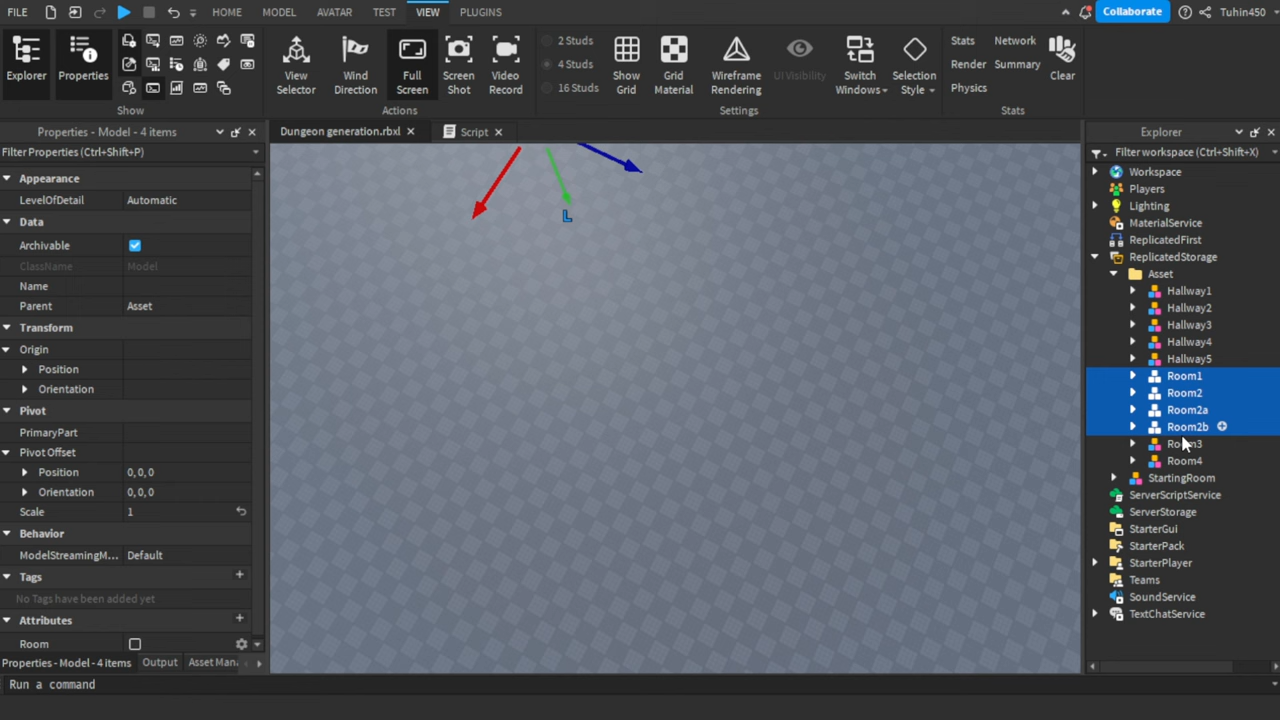 FILE HOME MODEL AVATAR TEST VIEW PLUGINS Collaborate Tuhin450
Explorer
Properties
Show
View
Selector
Wind
Direction
Full
Screen
Screen
Shot
Video
Record
Actions
2 Studs
4 Studs
16 Studs
Show
Grid
Grid
Material
Wireframe
Rendering
UI Visibility
Switch
Windows
Selection
Style
Settings
Stats Network
Render Summary
Physics
Clear
Stats
Properties - Model - 4 items
Filter Properties (Ctrl+Shift+P)
Appearance
LevelOfDetail Automatic
Data
Archivable
ClassName Model
Name
Parent Asset
Transform
Origin
Position
Orientation
Pivot
PrimaryPart
Pivot Offset
Position 0, 0, 0
Orientation 0, 0, 0
Scale 1
Behavior
ModelStreamingM... Default
Tags
No Tags have been added yet
Attributes
Room
Properties - Model - 4 items Output Asset Mana
Run a command
Dungeon generation.rbxl Script
L
Explorer
Filter workspace (Ctrl+Shift+X)
Workspace
Players
Lighting
MaterialService
ReplicatedFirst
ReplicatedStorage
Asset
Hallway1
Hallway2
Hallway3
Hallway4
Hallway5
Room1
Room2
Room2a
Room2b
Room3
Room4
StartingRoom
ServerScriptService
ServerStorage
StarterGui
StarterPack
StarterPlayer
Teams
SoundService
TextChatService